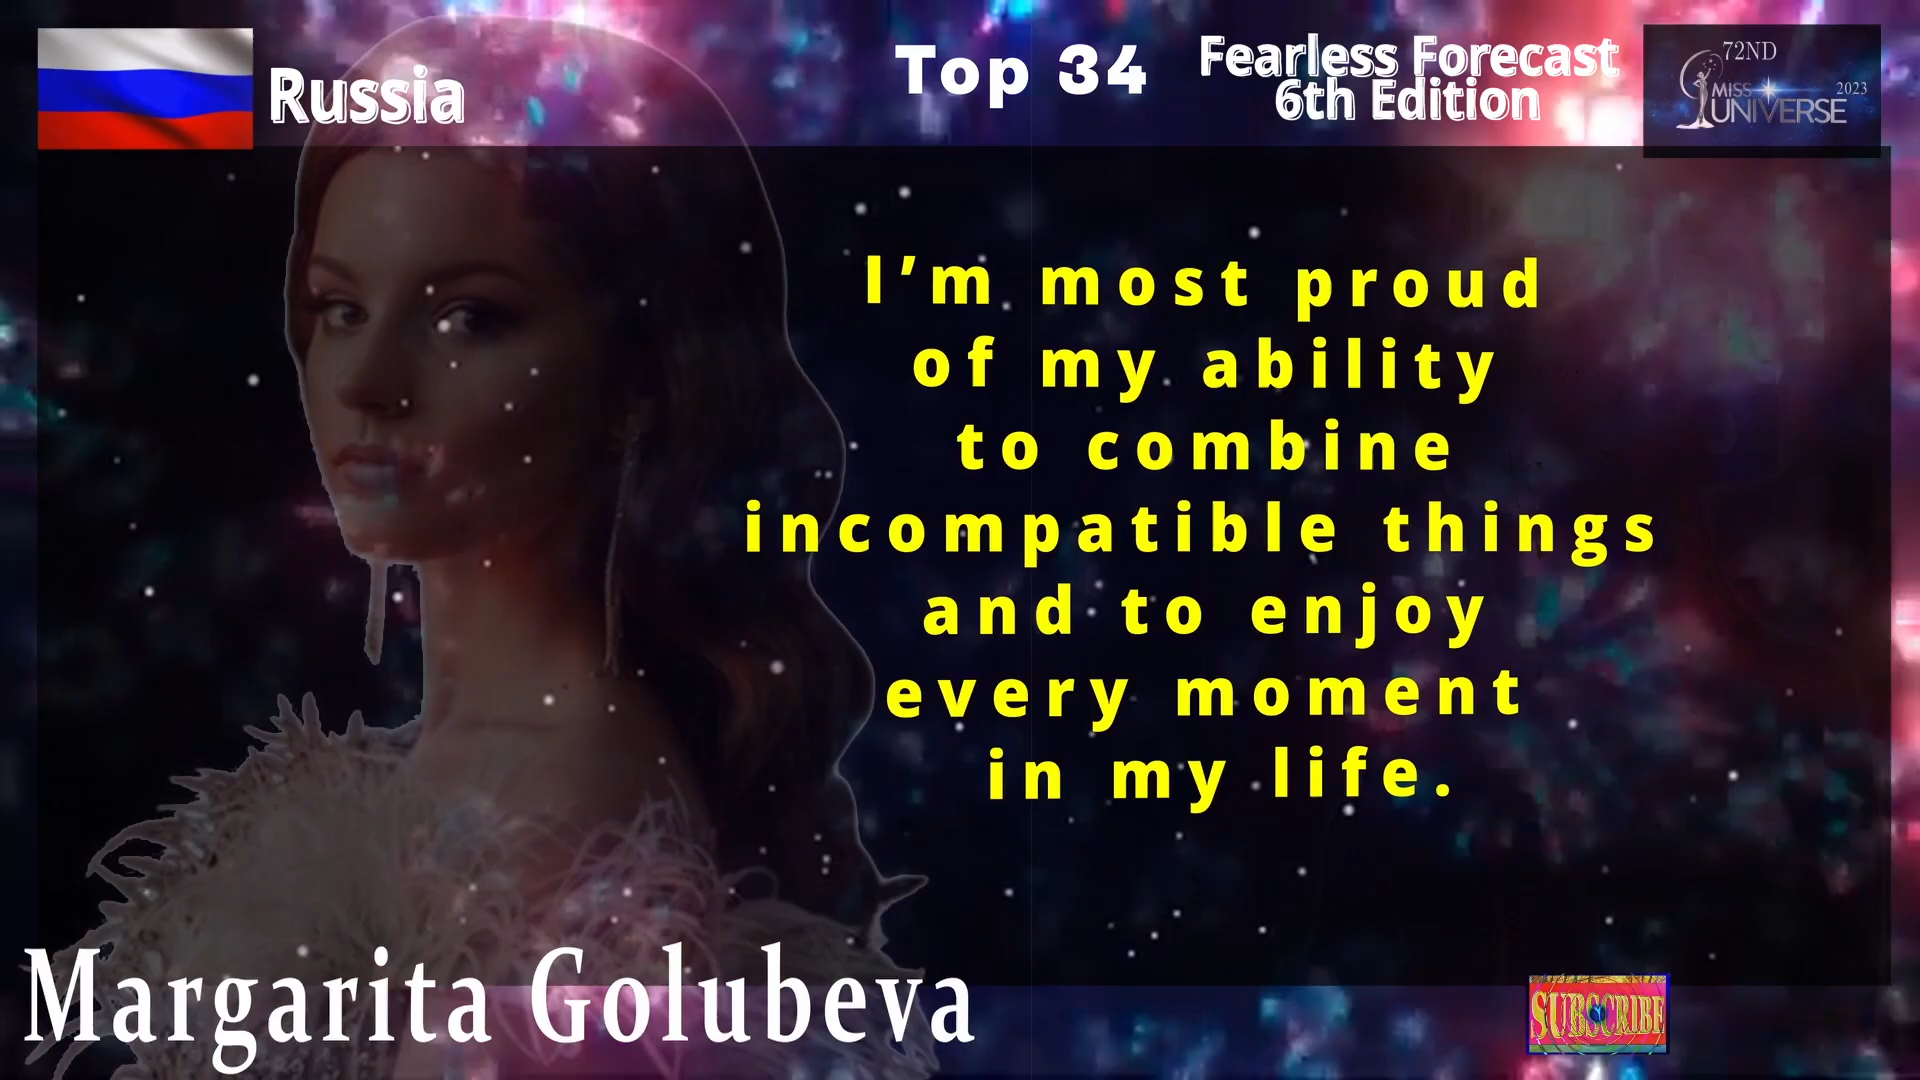 Russia
Top 34
Fearless Forecast
6th Edition
72ND
MISS
UNIVERSE
2023
I’m most proud
of my ability
to combine
incompatible things
and to enjoy
every moment
in my life.
Margarita Golubeva
SUBSCRIBE